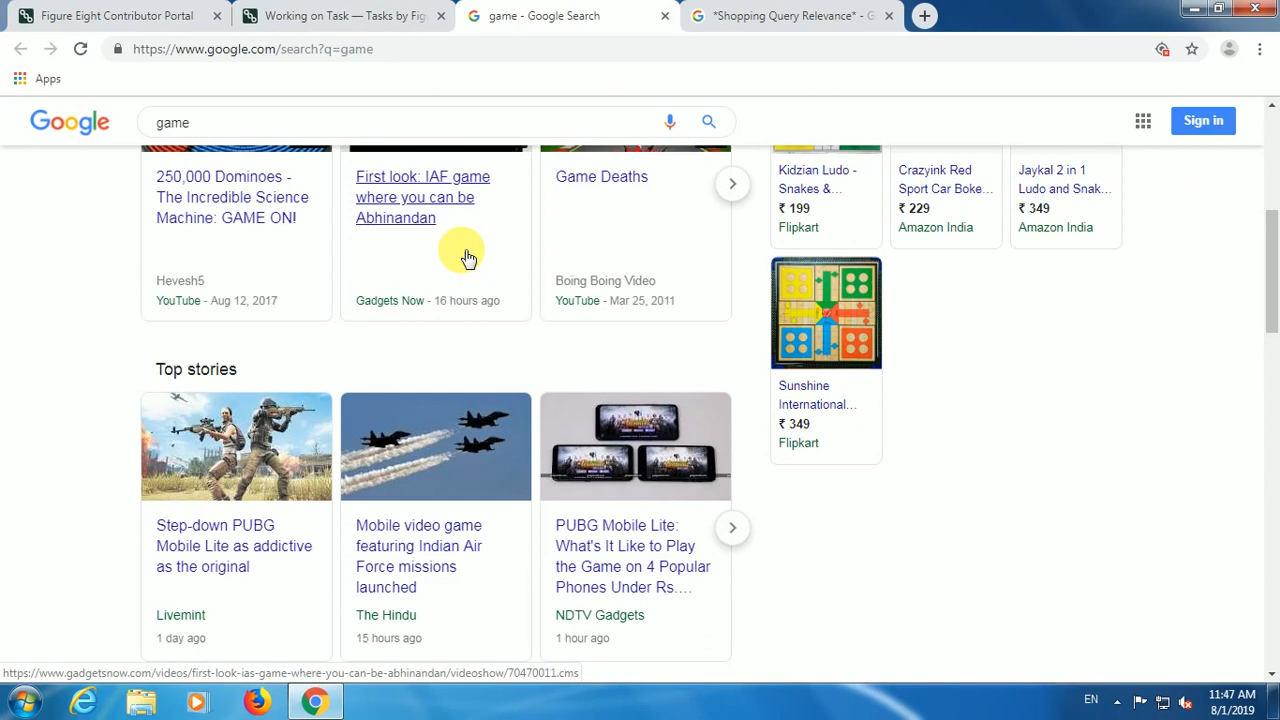 Figure Eight Contributor Portal
Working on Task — Tasks by Fig
game - Google Search
*Shopping Query Relevance* - G
https://www.google.com/search?q=game
Apps
Google
game
Sign in
250,000 Dominoes -
The Incredible Science
Machine: GAME ON!
Hevesh5
YouTube - Aug 12, 2017
First look: IAF game
where you can be
Abhinandan
Gadgets Now - 16 hours ago
Game Deaths
Boing Boing Video
YouTube - Mar 25, 2011
Kidzian Ludo -
Snakes &...
₹ 199
Flipkart
Crazyink Red
Sport Car Boke...
₹ 229
Amazon India
Jaykal 2 in 1
Ludo and Snak...
₹ 349
Amazon India
Sunshine
International...
₹ 349
Flipkart
Top stories
Step-down PUBG
Mobile Lite as addictive
as the original
Livemint
1 day ago
Mobile video game
featuring Indian Air
Force missions
launched
The Hindu
15 hours ago
PUBG Mobile Lite:
What's It Like to Play
the Game on 4 Popular
Phones Under Rs....
NDTV Gadgets
1 hour ago
https://www.gadgetsnow.com/videos/first-look-ias-game-where-you-can-be-abhinandan/videoshow/70470011.cms
EN
11:47 AM
8/1/2019